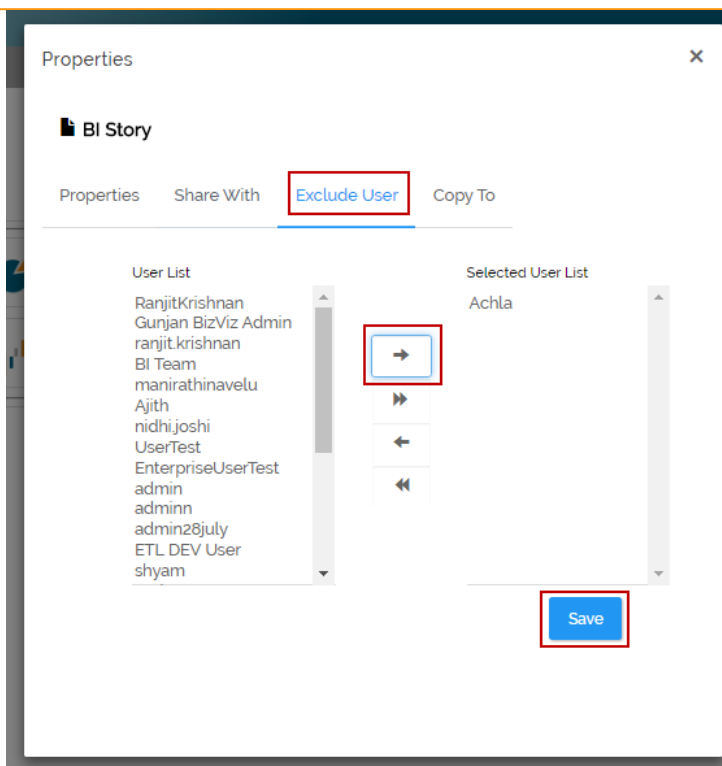 Properties
BI Story
Properties Share With Exclude User Copy To
User List
RanjitKrishnan
Gunjan BizViz Admin
ranjit.krishnan
BI Team
manirathinavelu
Ajith
nidhi.joshi
UserTest
EnterpriseUserTest
admin
adminn
admin28july
ETL DEV User
shyam
Selected User List
Achla
Save